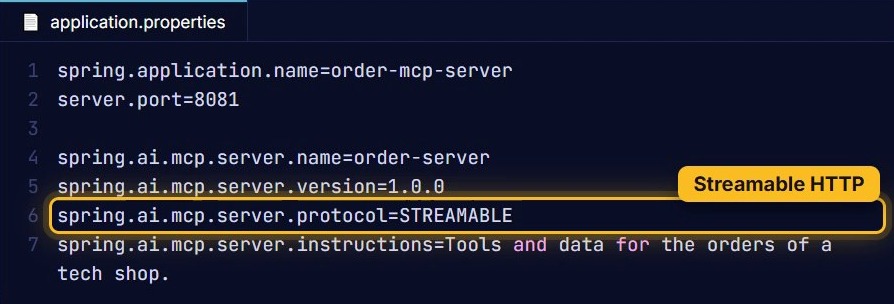 application.properties
1 spring.application.name=order-mcp-server
2 server.port=8081
3
4 spring.ai.mcp.server.name=order-server
5 spring.ai.mcp.server.version=1.0.0
Streamable HTTP
6 spring.ai.mcp.server.protocol=STREAMABLE
7 spring.ai.mcp.server.instructions=Tools and data for the orders of a
tech shop.